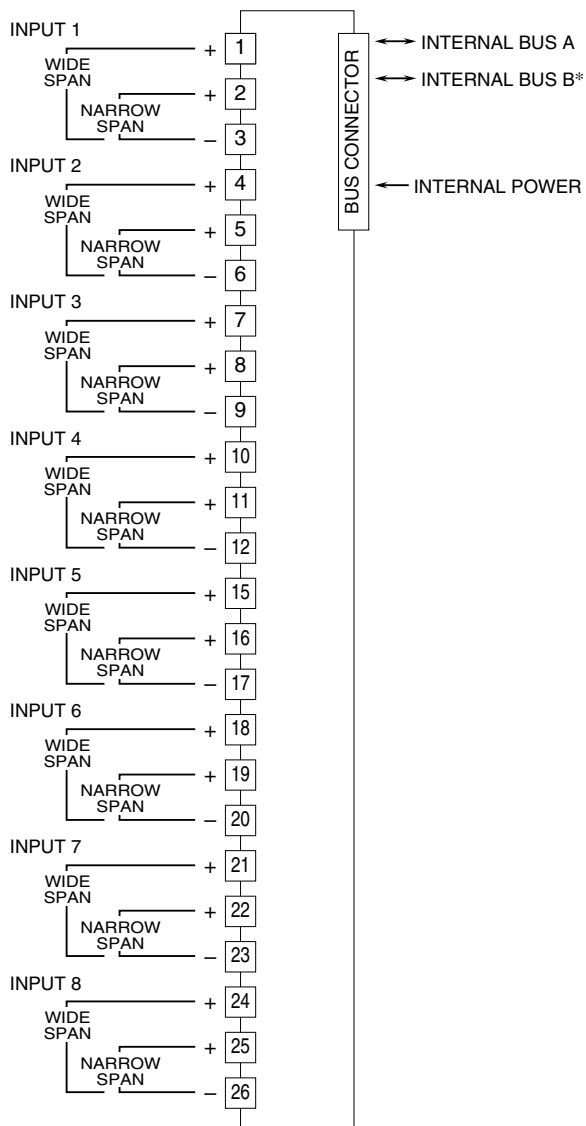 INPUT 1
+ 1
WIDE
SPAN
+ 2
NARROW
SPAN
– 3
INPUT 2
+ 4
WIDE
SPAN
+ 5
NARROW
SPAN
– 6
INPUT 3
+ 7
WIDE
SPAN
+ 8
NARROW
SPAN
– 9
INPUT 4
+ 10
WIDE
SPAN
+ 11
NARROW
SPAN
– 12
INPUT 5
+ 15
WIDE
SPAN
+ 16
NARROW
SPAN
– 17
INPUT 6
+ 18
WIDE
SPAN
+ 19
NARROW
SPAN
– 20
INPUT 7
+ 21
WIDE
SPAN
+ 22
NARROW
SPAN
– 23
INPUT 8
+ 24
WIDE
SPAN
+ 25
NARROW
SPAN
– 26
BUS CONNECTOR
INTERNAL BUS A
INTERNAL BUS B*
INTERNAL POWER